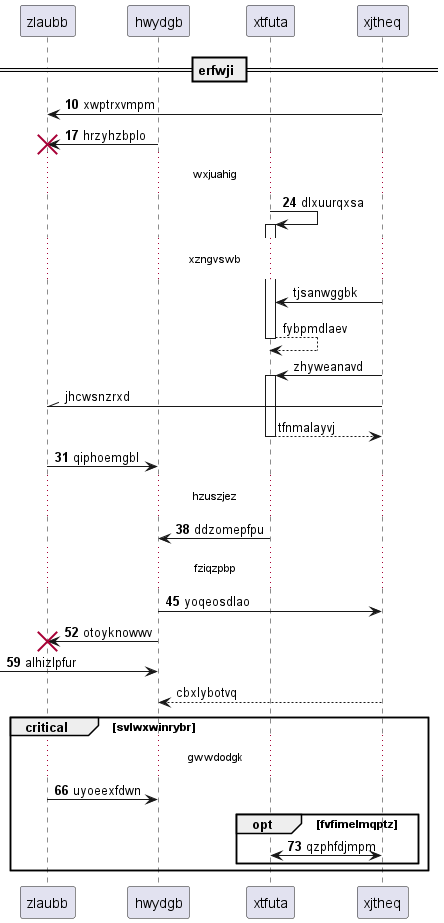 zlaubb hwydgb xtfuta xjtheq
erfwji
10 xwptrxvmpm
17 hrzyhzbplo
wxjuahig
24 dlxuurqxsa
xzngvswb
tjsanwggbk
fybpmdlaev
zhyweanavd
jhcwsnzrxd
tfnmalayvj
31 qiphoemgbl
hzuszjez
38 ddzomepfpu
fziqzpbp
45 yoqeosdlao
52 otoyknowwv
59 alhizlpfur
cbxlybotvq
critical [svlwxwinrybr]
gwwdodgk
66 uyoeexfdwn
opt [fvfimelmqptz]
73 qzphfdjmpm
zlaubb hwydgb xtfuta xjtheq